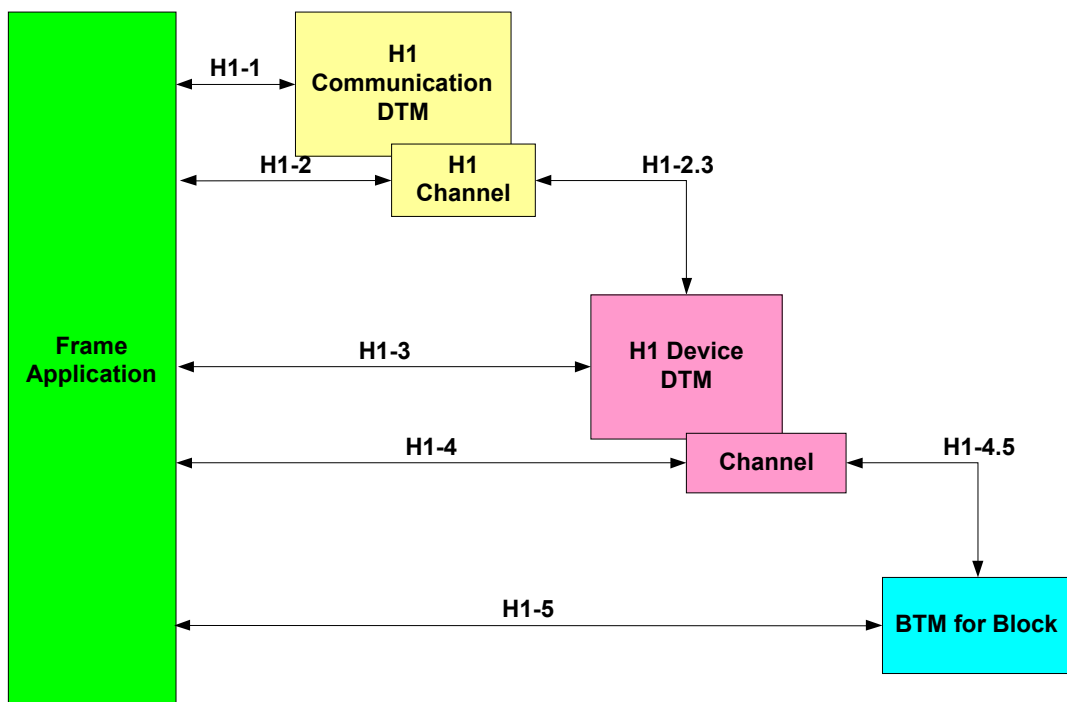 H1
Communication
DTM
H1-1
H1-2
H1
Channel
H1-2.3
Frame
Application
H1-3
H1 Device
DTM
H1-4
Channel
H1-4.5
H1-5
BTM for Block